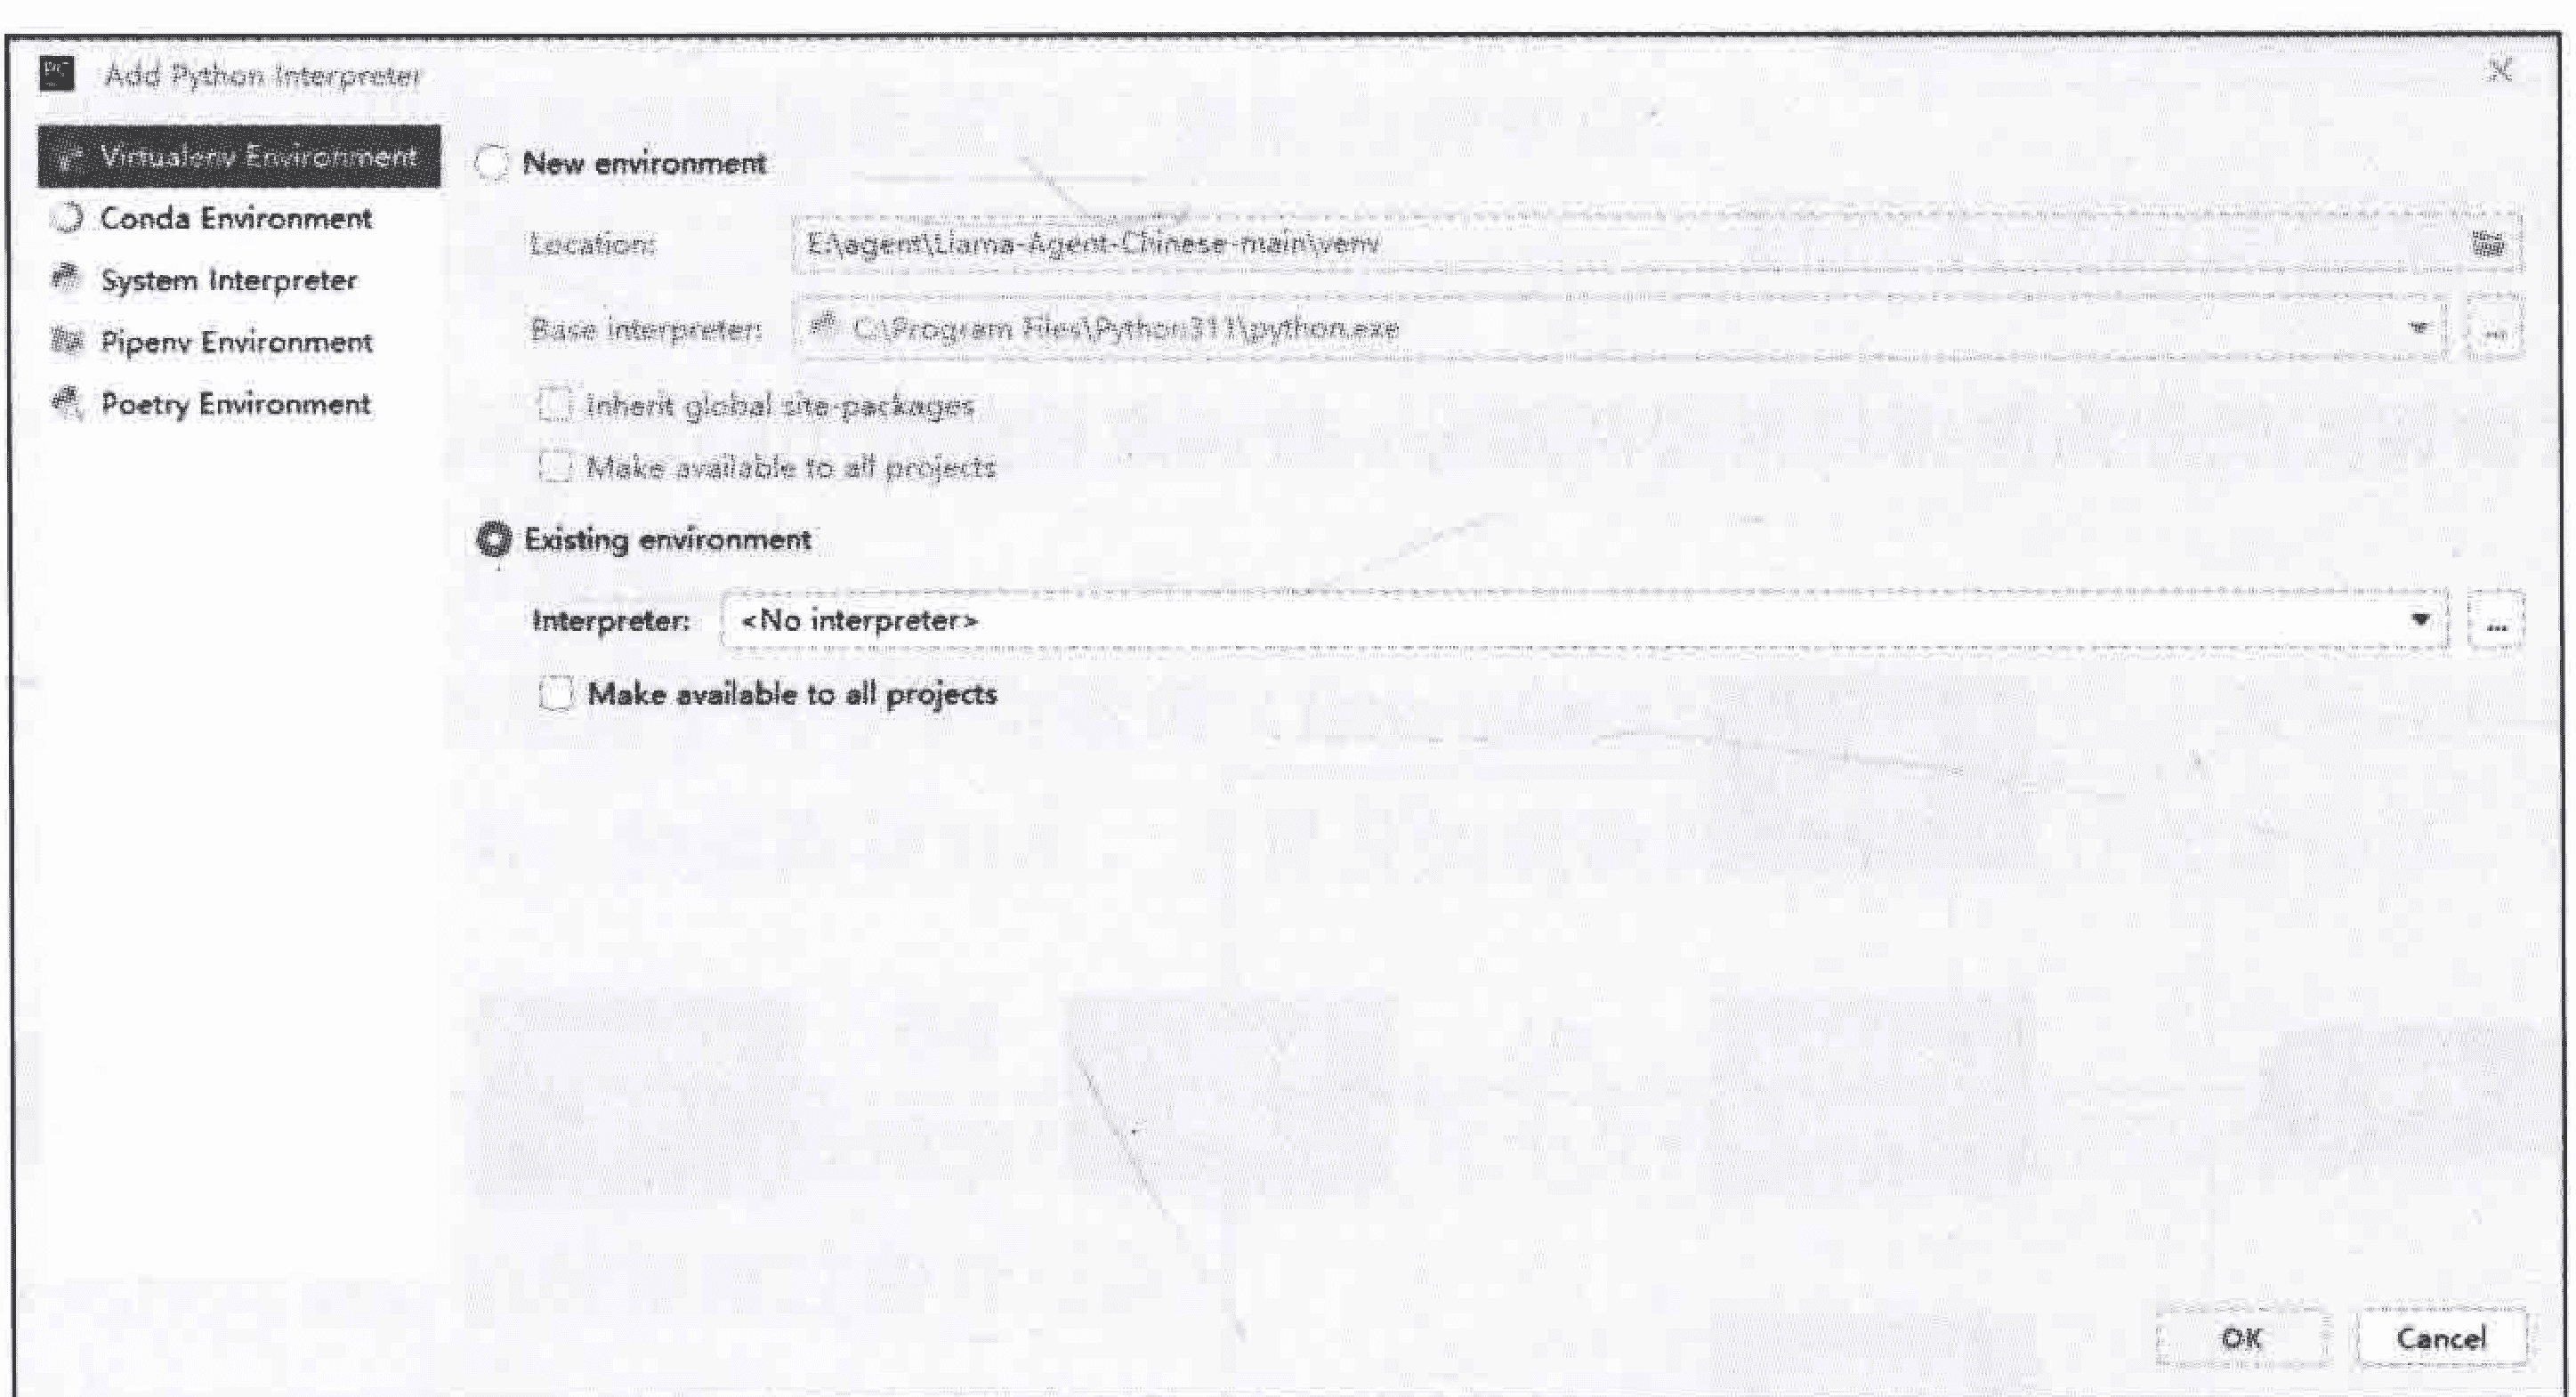 PC
Add Python Interpreter
Virtualenv Environment
Conda Environment
System Interpreter
Pipenv Environment
Poetry Environment
New environment
Location: E:\agent\Llama-Agent-Chinese-main\venv
Base interpreter: C:\Program Files\Python311\python.exe
...
Inherit global site-packages
Make available to all projects
Existing environment
Interpreter: <No interpreter>
...
Make available to all projects
OK
Cancel